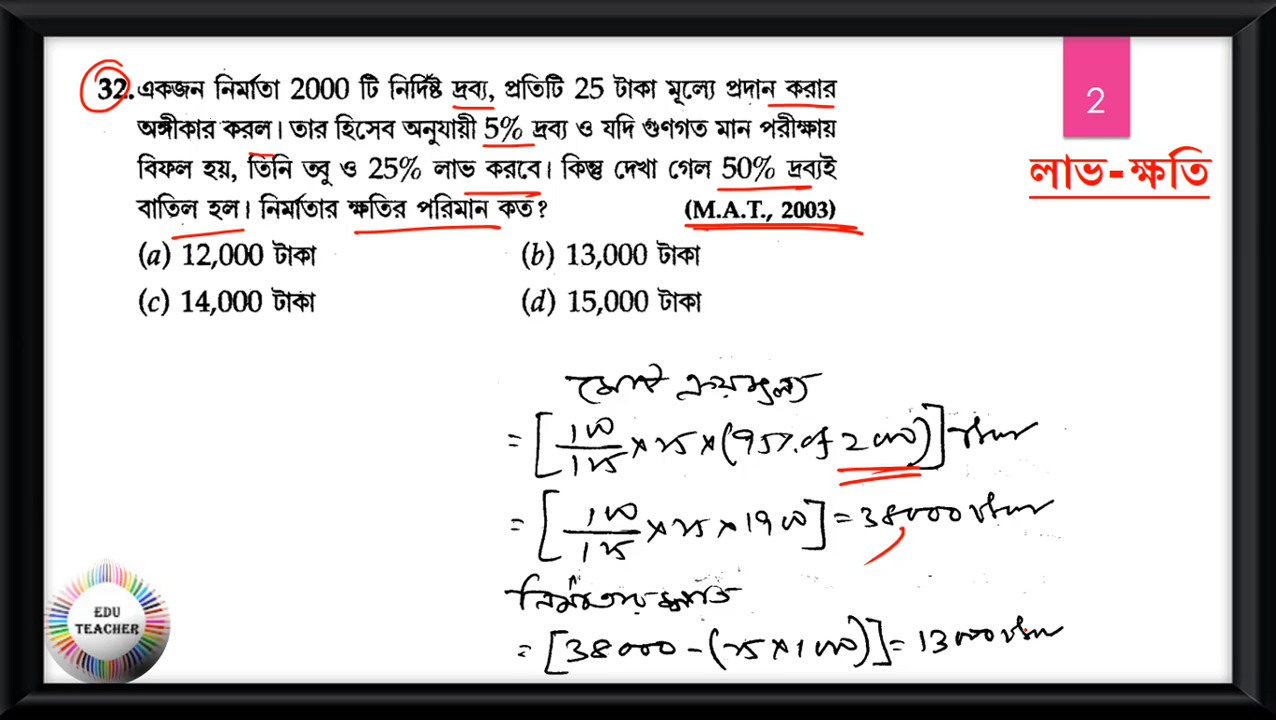 32. একজন নির্মাতা 2000 টি নির্দিষ্ট দ্রব্য, প্রতিটি 25 টাকা মূল্যে প্রদান করার
অঙ্গীকার করল। তার হিসেব অনুযায়ী 5% দ্রব্য ও যদি গুণগত মান পরীক্ষায়
বিফল হয়, তিনি তবু ও 25% লাভ করবে। কিন্তু দেখা গেল 50% দ্রব্যই
বাতিল হল। নির্মাতার ক্ষতির পরিমান কত? (M.A.T., 2003)
(a) 12,000 টাকা (b) 13,000 টাকা
(c) 14,000 টাকা (d) 15,000 টাকা
2
লাভ-ক্ষতি
মোট ক্রয়মূল্য
= [100/125 × 25 × (95% of 2000)] টাকা
= [100/125 × 25 × 1900] = 38000 টাকা
নির্মাতার ক্ষতি
= [38000 - (25 × 1000)] = 13000 টাকা
EDU
TEACHER